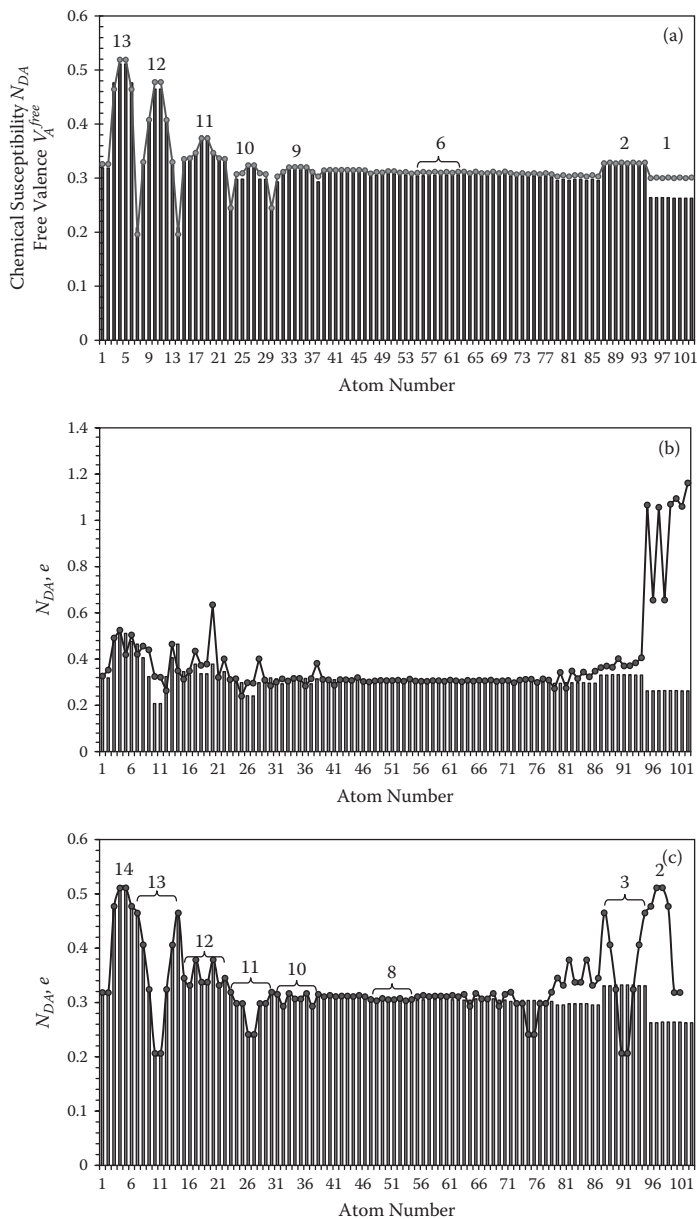 0.6
(a)
13
12
0.5
11
0.4
10
9
6
2
1
0.3
0.2
0.1
0
Chemical Susceptibility N_DA
Free Valence V_A^free
1 5 9 13 17 21 25 29 33 37 41 45 49 53 57 61 65 69 73 77 81 85 89 93 97 101
Atom Number
1.4
(b)
1.2
1
0.8
0.6
0.4
0.2
0
N_DA, e
1 6 11 16 21 26 31 36 41 46 51 56 61 66 71 76 81 86 91 96 101
Atom Number
0.6
(c)
14
13
3
2
0.5
12
0.4
11
10
8
0.3
0.2
0.1
0
N_DA, e
1 6 11 16 21 26 31 36 41 46 51 56 61 66 71 76 81 86 91 96 101
Atom Number